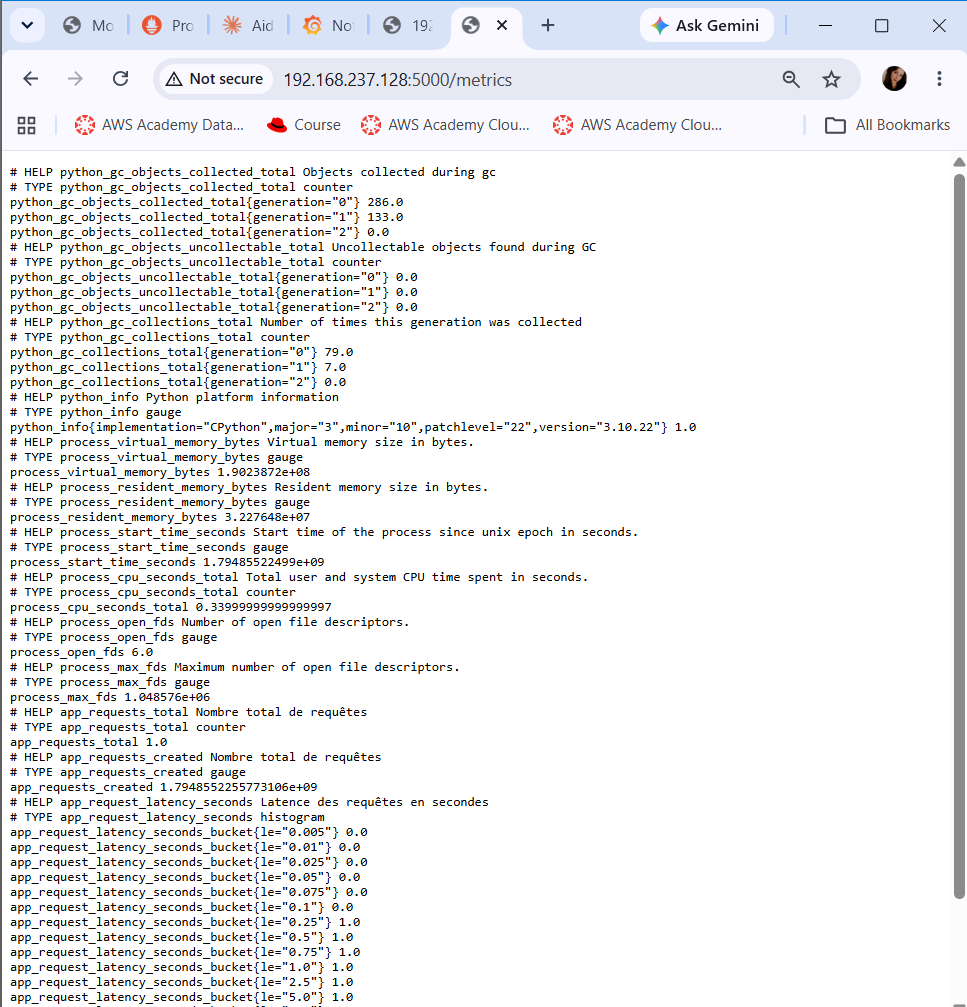 Mo
Pro
Aid
No
192
Ask Gemini
Not secure
192.168.237.128:5000/metrics
AWS Academy Data...
Course
AWS Academy Clou...
AWS Academy Clou...
All Bookmarks
# HELP python_gc_objects_collected_total Objects collected during gc
# TYPE python_gc_objects_collected_total counter
python_gc_objects_collected_total{generation="0"} 286.0
python_gc_objects_collected_total{generation="1"} 133.0
python_gc_objects_collected_total{generation="2"} 0.0
# HELP python_gc_objects_uncollectable_total Uncollectable objects found during GC
# TYPE python_gc_objects_uncollectable_total counter
python_gc_objects_uncollectable_total{generation="0"} 0.0
python_gc_objects_uncollectable_total{generation="1"} 0.0
python_gc_objects_uncollectable_total{generation="2"} 0.0
# HELP python_gc_collections_total Number of times this generation was collected
# TYPE python_gc_collections_total counter
python_gc_collections_total{generation="0"} 79.0
python_gc_collections_total{generation="1"} 7.0
python_gc_collections_total{generation="2"} 0.0
# HELP python_info Python platform information
# TYPE python_info gauge
python_info{implementation="CPython",major="3",minor="10",patchlevel="22",version="3.10.22"} 1.0
# HELP process_virtual_memory_bytes Virtual memory size in bytes.
# TYPE process_virtual_memory_bytes gauge
process_virtual_memory_bytes 1.9023872e+08
# HELP process_resident_memory_bytes Resident memory size in bytes.
# TYPE process_resident_memory_bytes gauge
process_resident_memory_bytes 3.227648e+07
# HELP process_start_time_seconds Start time of the process since unix epoch in seconds.
# TYPE process_start_time_seconds gauge
process_start_time_seconds 1.79485522499e+09
# HELP process_cpu_seconds_total Total user and system CPU time spent in seconds.
# TYPE process_cpu_seconds_total counter
process_cpu_seconds_total 0.33999999999999997
# HELP process_open_fds Number of open file descriptors.
# TYPE process_open_fds gauge
process_open_fds 6.0
# HELP process_max_fds Maximum number of open file descriptors.
# TYPE process_max_fds gauge
process_max_fds 1.048576e+06
# HELP app_requests_total Nombre total de requêtes
# TYPE app_requests_total counter
app_requests_total 1.0
# HELP app_requests_created Nombre total de requêtes
# TYPE app_requests_created gauge
app_requests_created 1.7948552255773106e+09
# HELP app_request_latency_seconds Latence des requêtes en secondes
# TYPE app_request_latency_seconds histogram
app_request_latency_seconds_bucket{le="0.005"} 0.0
app_request_latency_seconds_bucket{le="0.01"} 0.0
app_request_latency_seconds_bucket{le="0.025"} 0.0
app_request_latency_seconds_bucket{le="0.05"} 0.0
app_request_latency_seconds_bucket{le="0.075"} 0.0
app_request_latency_seconds_bucket{le="0.1"} 0.0
app_request_latency_seconds_bucket{le="0.25"} 1.0
app_request_latency_seconds_bucket{le="0.5"} 1.0
app_request_latency_seconds_bucket{le="0.75"} 1.0
app_request_latency_seconds_bucket{le="1.0"} 1.0
app_request_latency_seconds_bucket{le="2.5"} 1.0
app_request_latency_seconds_bucket{le="5.0"} 1.0